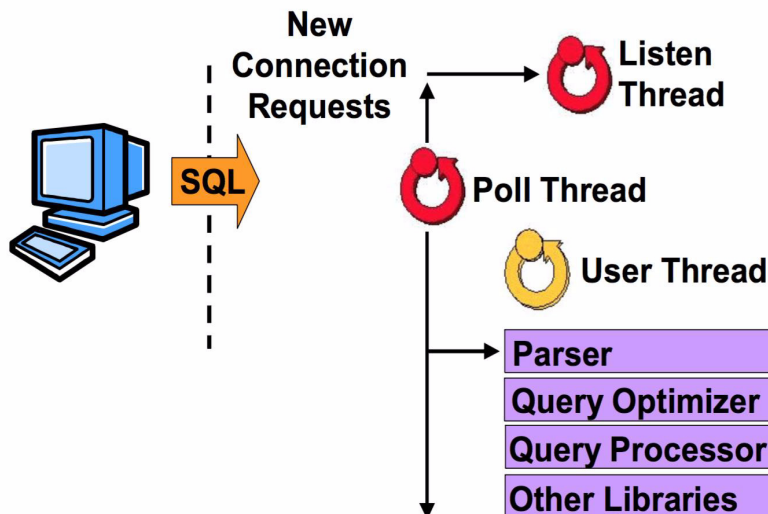 New
Connection
Requests
Listen
Thread
SQL
Poll Thread
User Thread
Parser
Query Optimizer
Query Processor
Other Libraries